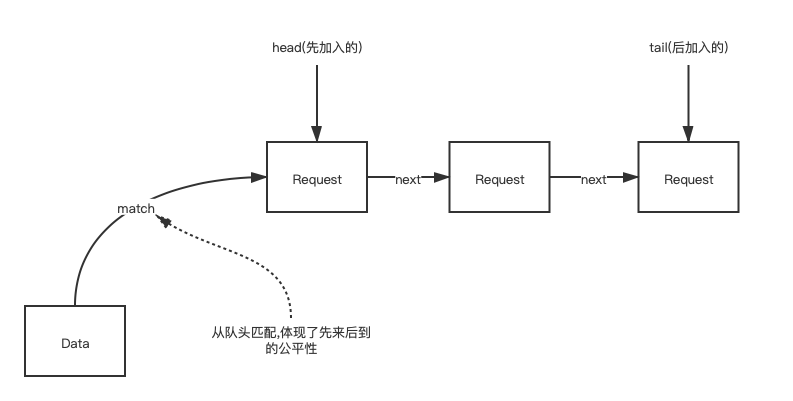 head(先加入的)
tail(后加入的)
Request
next
Request
next
Request
match
Data
从队头匹配,体现了先来后到
的公平性